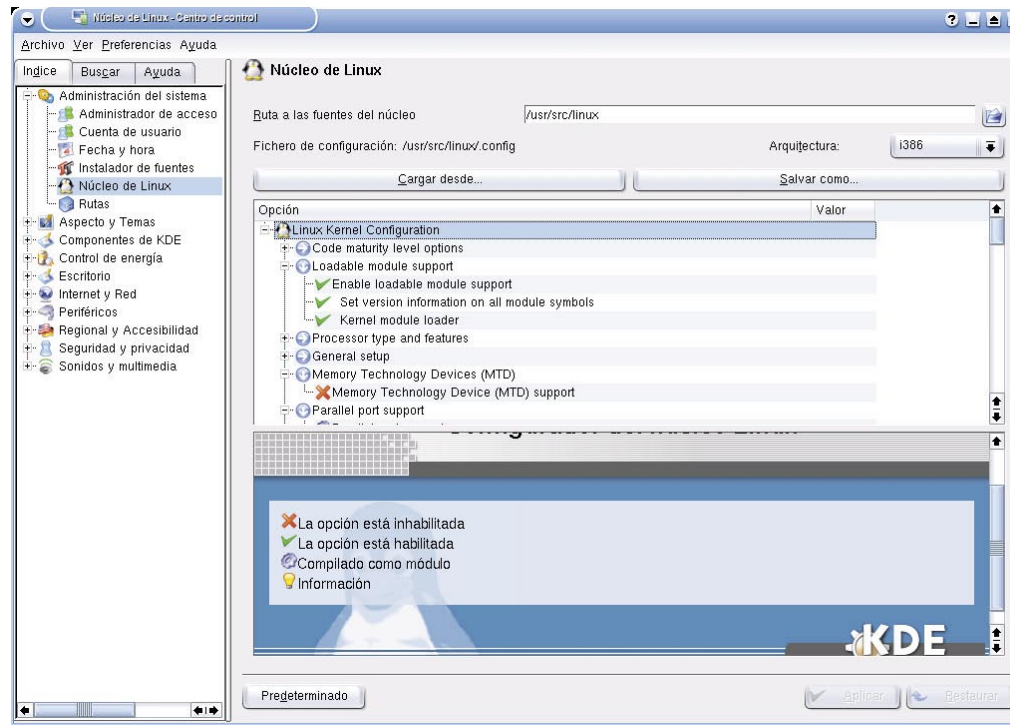 Núcleo de Linux - Centro de control
Archivo Ver Preferencias Ayuda
Indice Buscar Ayuda
Administración del sistema
Administrador de acceso
Cuenta de usuario
Fecha y hora
Instalador de fuentes
Núcleo de Linux
Rutas
Aspecto y Temas
Componentes de KDE
Control de energía
Escritorio
Internet y Red
Periféricos
Regional y Accesibilidad
Seguridad y privacidad
Sonidos y multimedia
Núcleo de Linux
Ruta a las fuentes del núcleo /usr/src/linux
Fichero de configuración: /usr/src/linux/.config Arquitectura: i386
Cargar desde... Salvar como...
Opción Valor
Linux Kernel Configuration
Code maturity level options
Loadable module support
Enable loadable module support
Set version information on all module symbols
Kernel module loader
Processor type and features
General setup
Memory Technology Devices (MTD)
Memory Technology Device (MTD) support
Parallel port support
La opción está inhabilitada
La opción está habilitada
Compilado como módulo
Información
KDE
Predeterminado Aplicar Restaurar